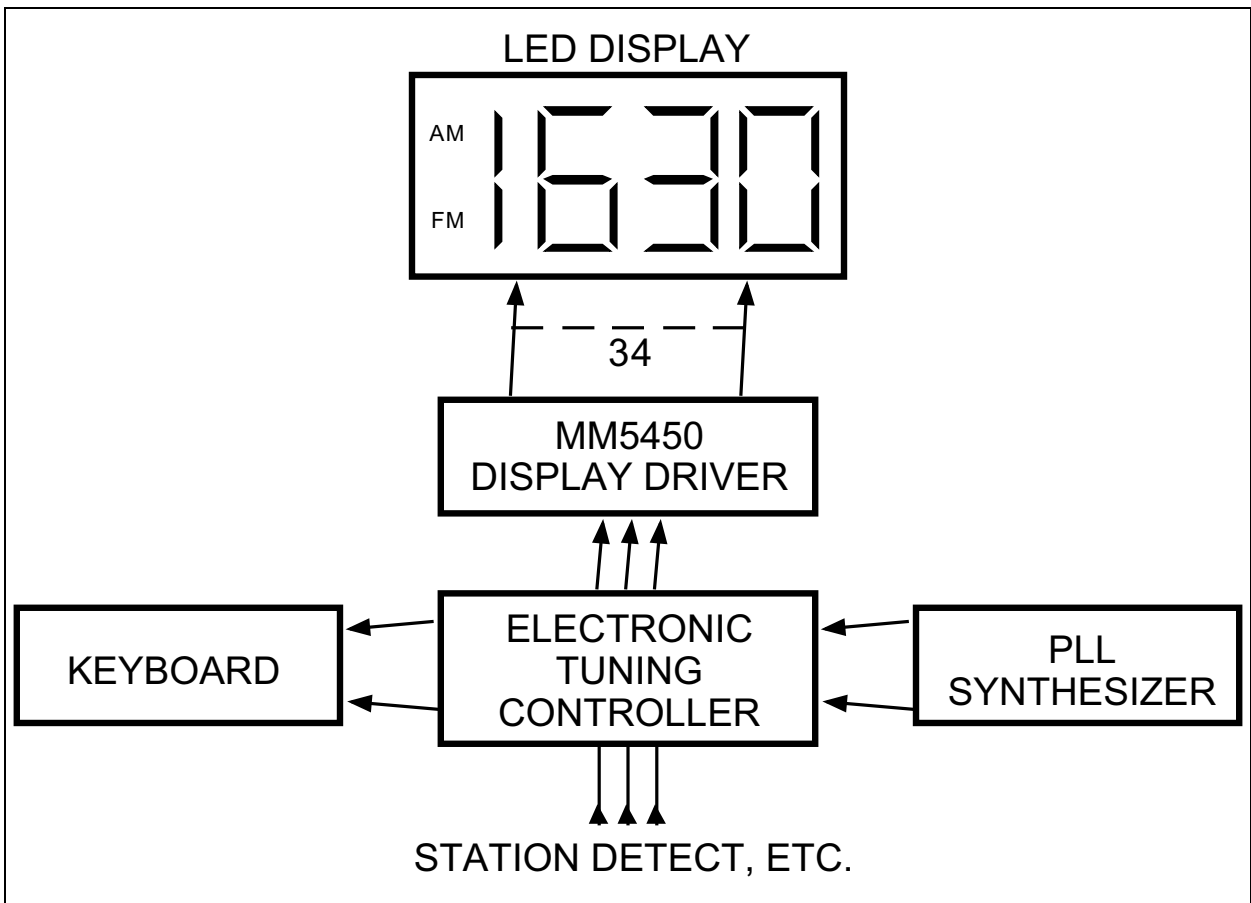 LED DISPLAY
AM
1630
FM
34
MM5450
DISPLAY DRIVER
KEYBOARD
ELECTRONIC
TUNING
CONTROLLER
PLL
SYNTHESIZER
STATION DETECT, ETC.